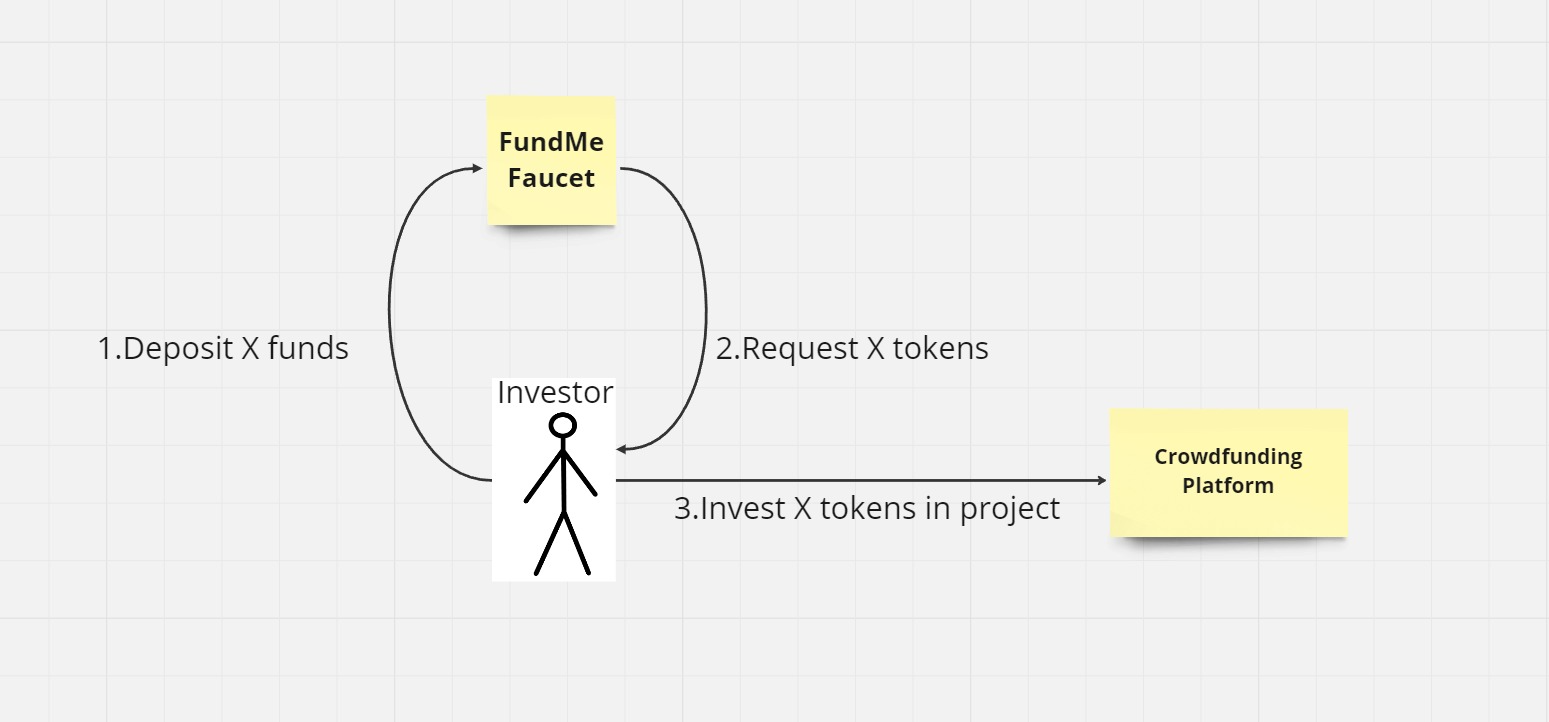 FundMe
Faucet
1.Deposit X funds
2.Request X tokens
Investor
Crowdfunding
Platform
3.Invest X tokens in project